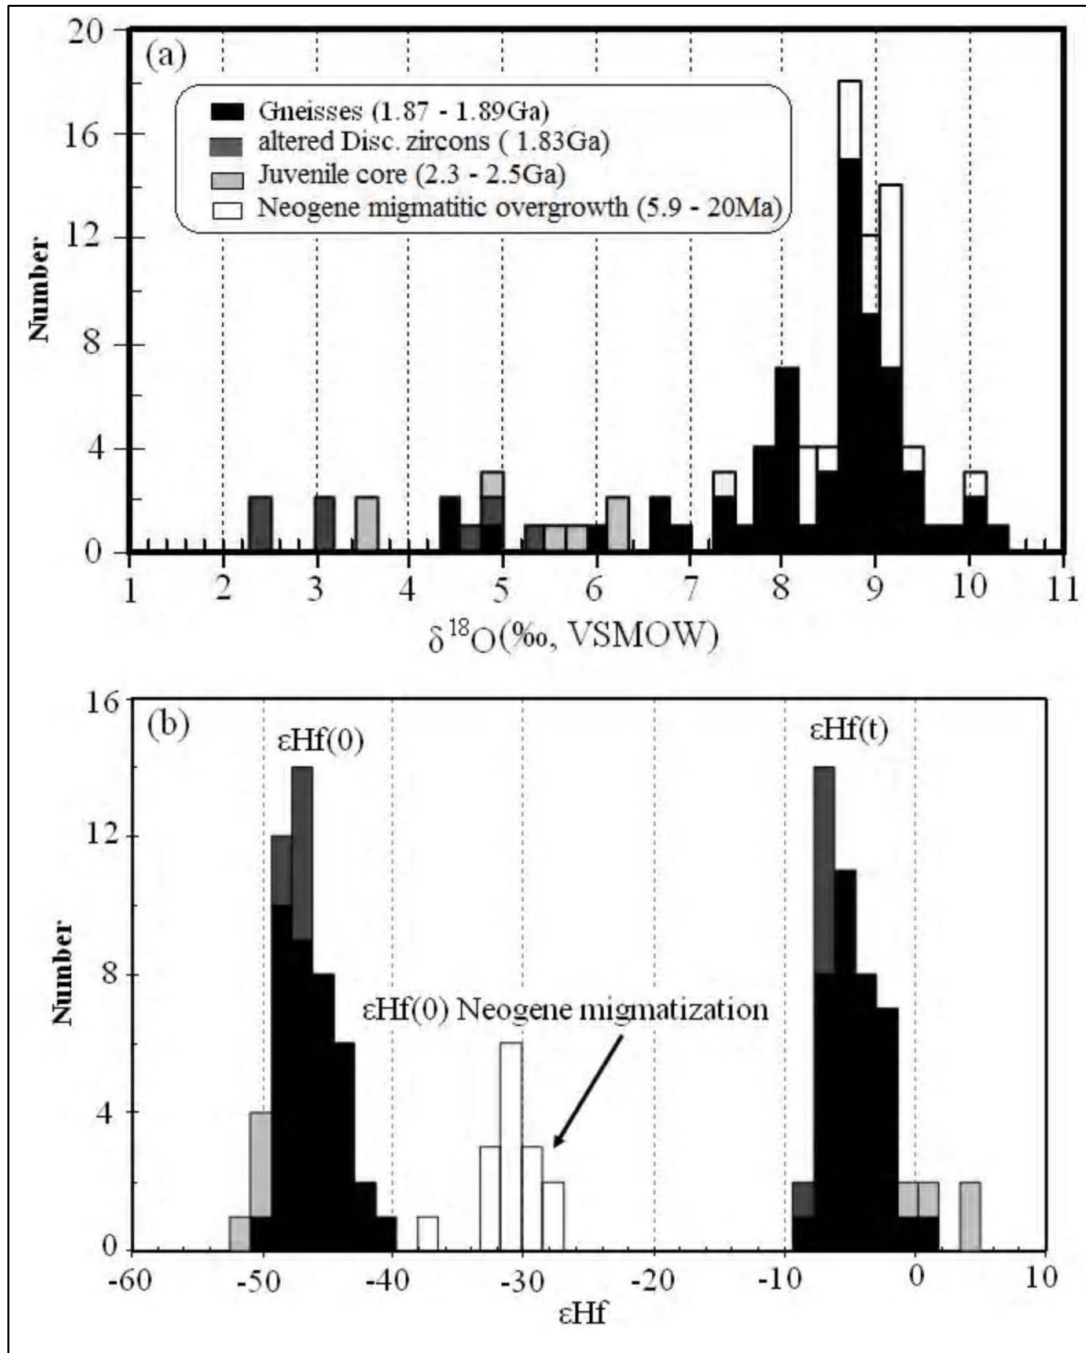 (a)
Gneisses (1.87 - 1.89Ga)
altered Disc. zircons ( 1.83Ga)
Juvenile core (2.3 - 2.5Ga)
Neogene migmatitic overgrowth (5.9 - 20Ma)
20
16
12
8
4
0
Number
1 2 3 4 5 6 7 8 9 10 11
δ¹⁸O(‰, VSMOW)
(b)
εHf(0)
εHf(t)
εHf(0) Neogene migmatization
16
12
8
4
0
Number
-60 -50 -40 -30 -20 -10 0 10
εHf